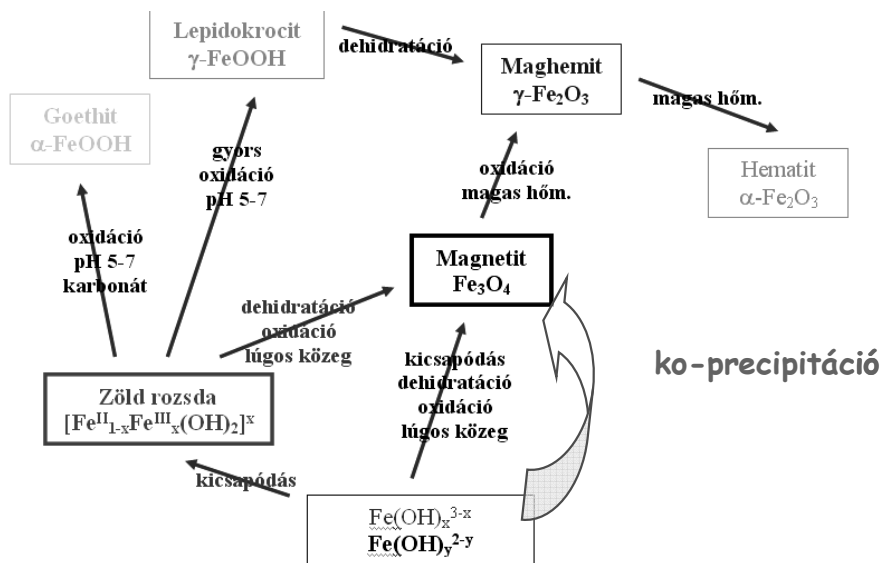 Lepidokrocit
γ-FeOOH
dehidratáció
Maghemit
γ-Fe₂O₃
magas hőm.
Goethit
α-FeOOH
gyors
oxidáció
pH 5-7
oxidáció
magas hőm.
Hematit
α-Fe₂O₃
oxidáció
pH 5-7
karbonát
Magnetit
Fe₃O₄
dehidratáció
oxidáció
lúgos közeg
kicsapódás
dehidratáció
oxidáció
lúgos közeg
ko-precipitáció
Zöld rozsda
[Feᴵᴵ₁₋ₓFeᴵᴵᴵₓ(OH)₂]ˣ
kicsapódás
Fe(OH)ₓ³⁻ˣ
Fe(OH)y²⁻ʸ